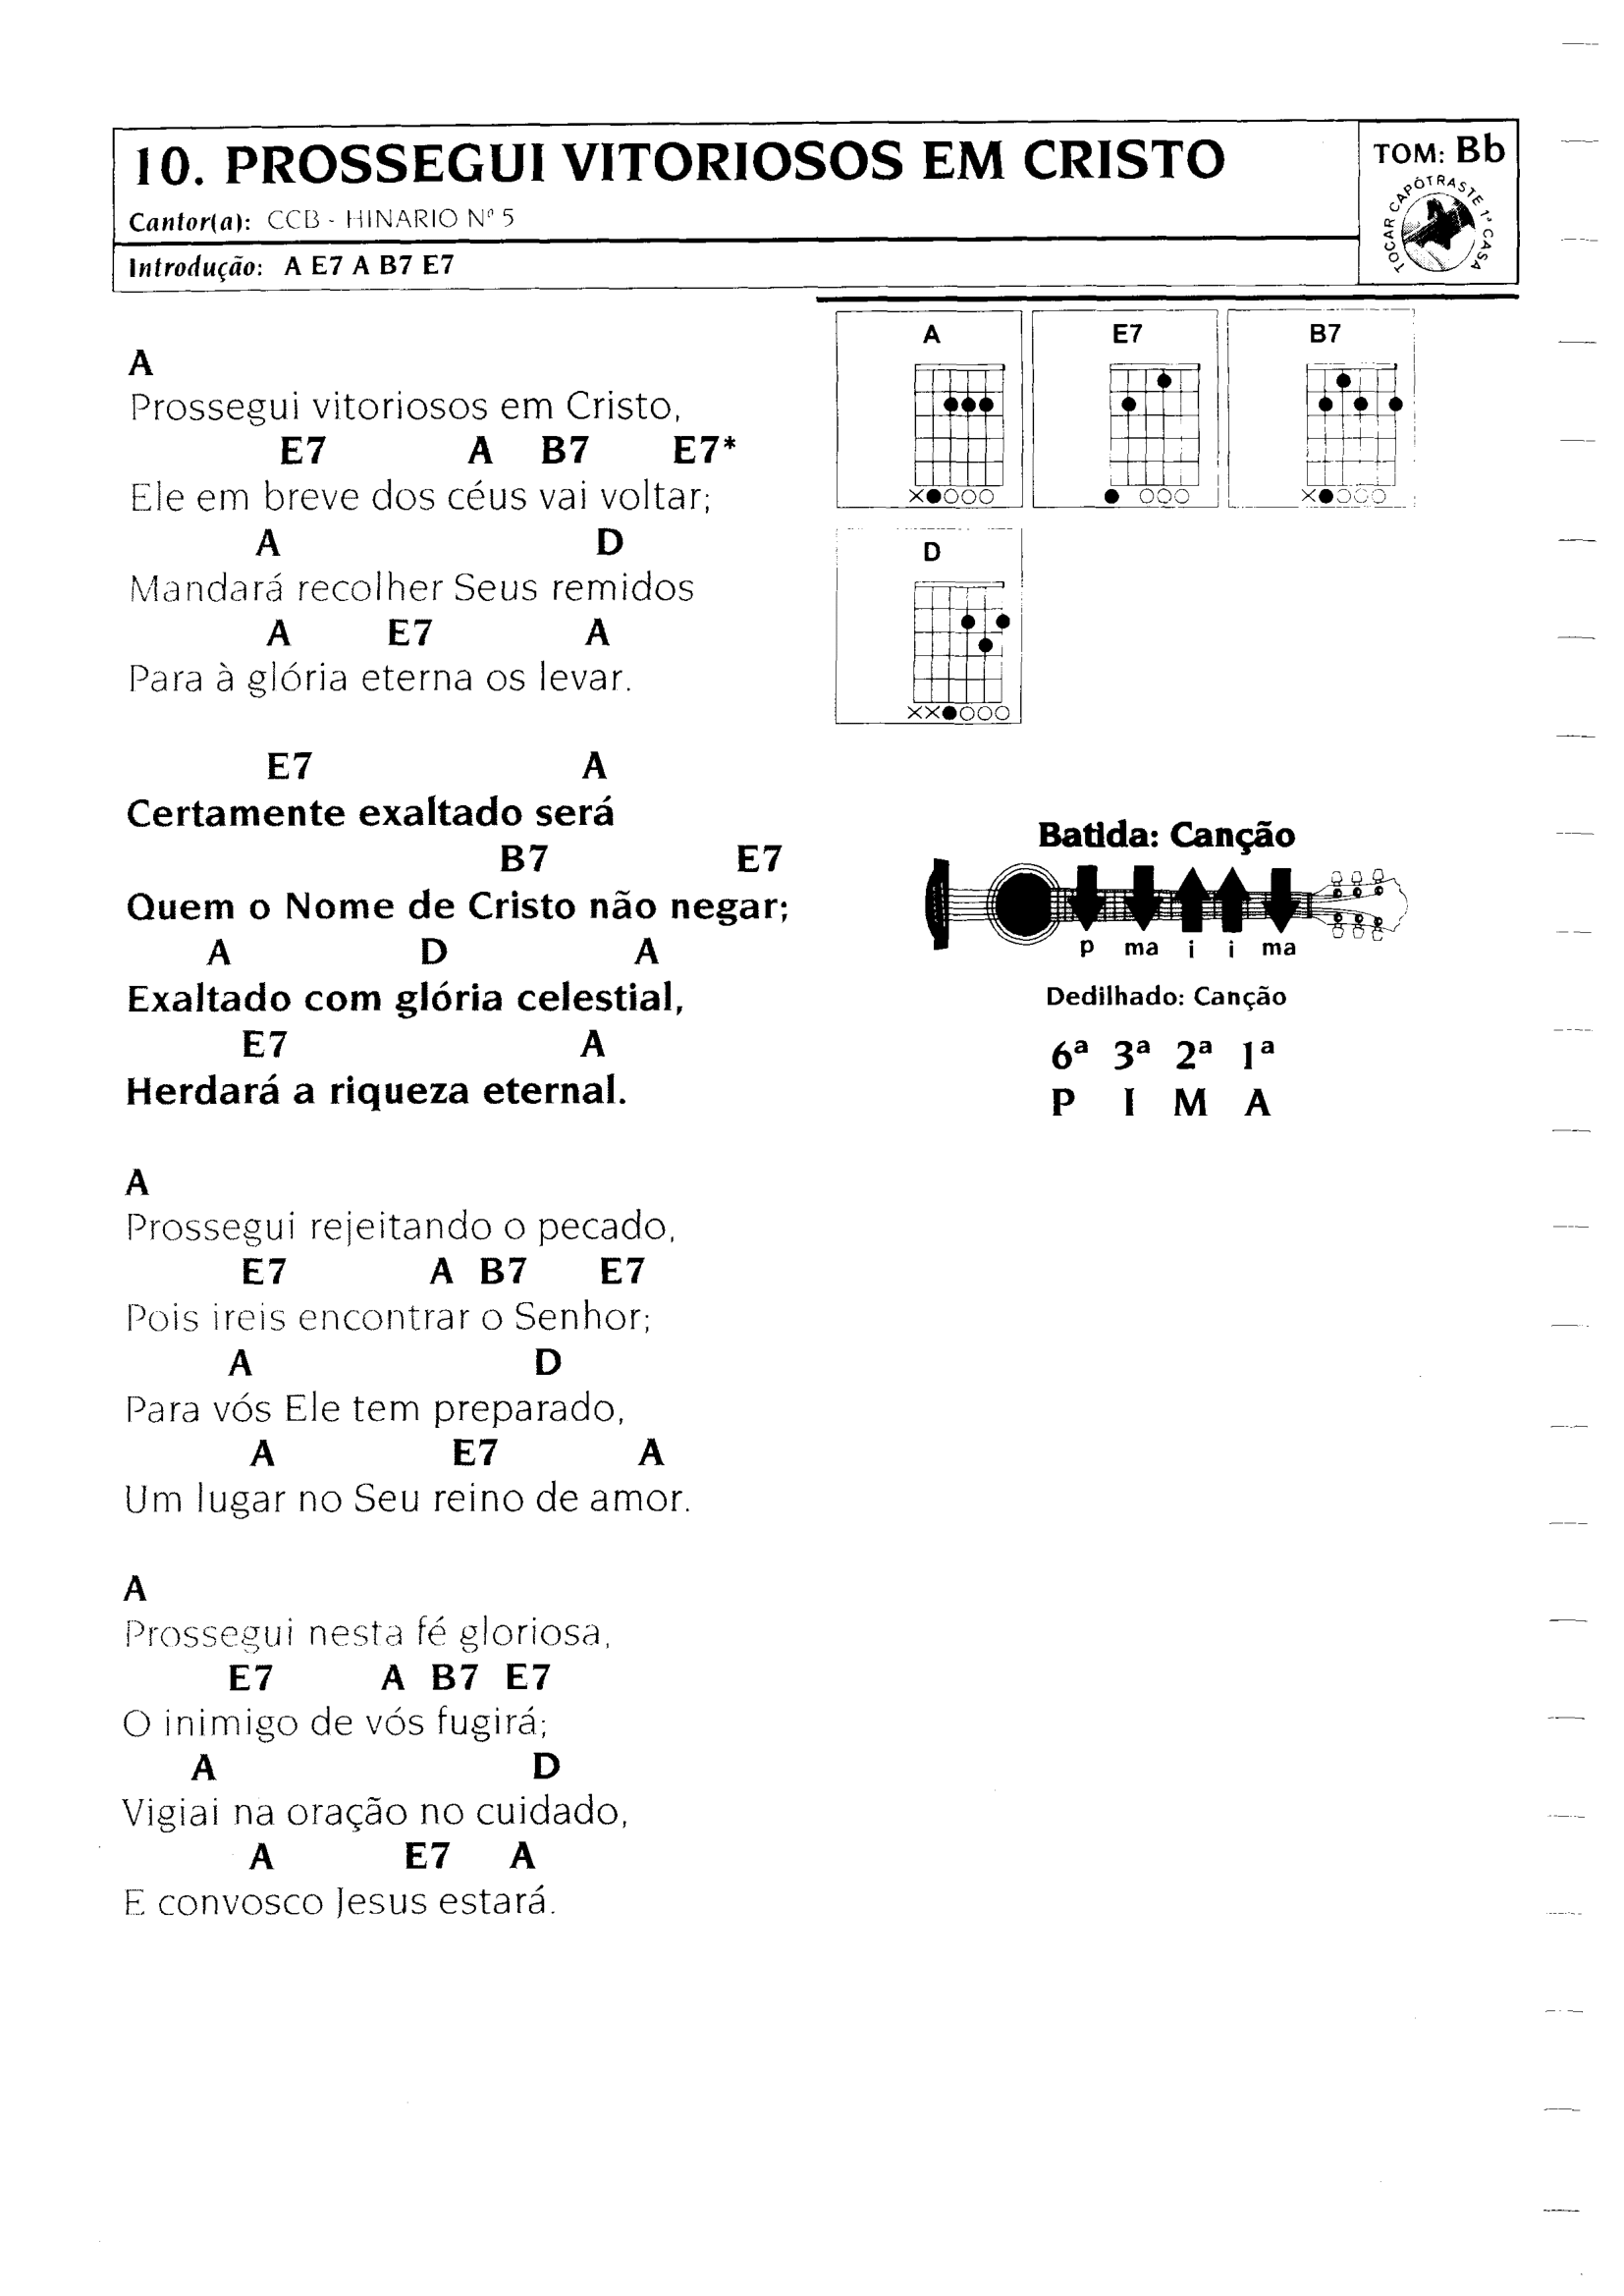 10. PROSSEGUI VITORIOSOS EM CRISTO
Cantor(a): CCB - HINARIO Nº 5
Introdução: A E7 A B7 E7
TOM: Bb
TOCAR CAPÓTRASTE 1ª CASA
A
Prossegui vitoriosos em Cristo,
E7 A B7 E7*
Ele em breve dos céus vai voltar;
A D
Mandará recolher Seus remidos
A E7 A
Para à glória eterna os levar.
E7 A
Certamente exaltado será
B7 E7
Quem o Nome de Cristo não negar;
A D A
Exaltado com glória celestial,
E7 A
Herdará a riqueza eternal.
A
Prossegui rejeitando o pecado,
E7 A B7 E7
Pois ireis encontrar o Senhor;
A D
Para vós Ele tem preparado,
A E7 A
Um lugar no Seu reino de amor.
A
Prossegui nesta fé gloriosa,
E7 A B7 E7
O inimigo de vós fugirá;
A D
Vigiai na oração no cuidado,
A E7 A
E convosco Jesus estará.
A E7 B7
D
Batida: Canção
p ma i i ma
Dedilhado: Canção
6ª 3ª 2ª 1ª
P I M A